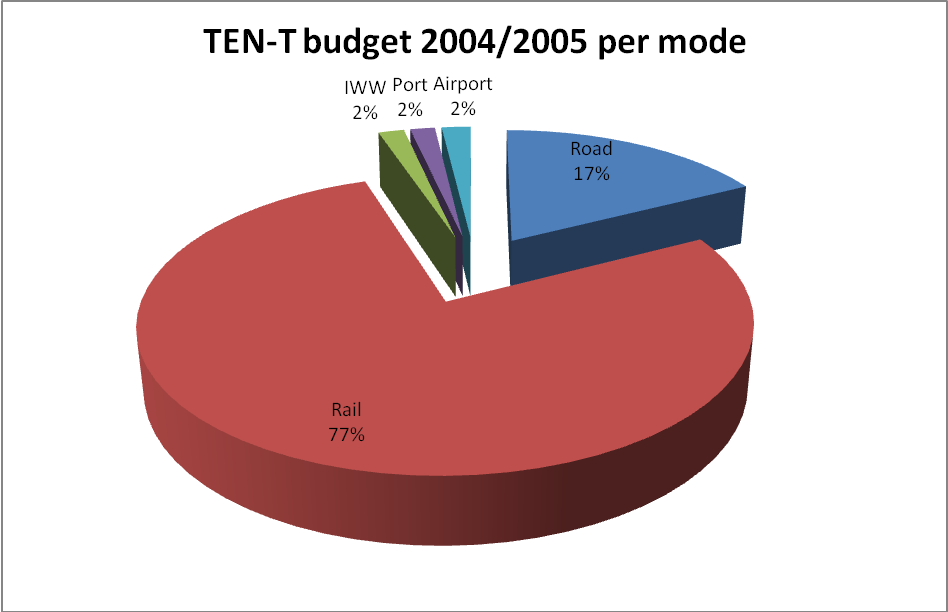 TEN-T budget 2004/2005 per mode
IWW
2%
Port
2%
Airport
2%
Road
17%
Rail
77%